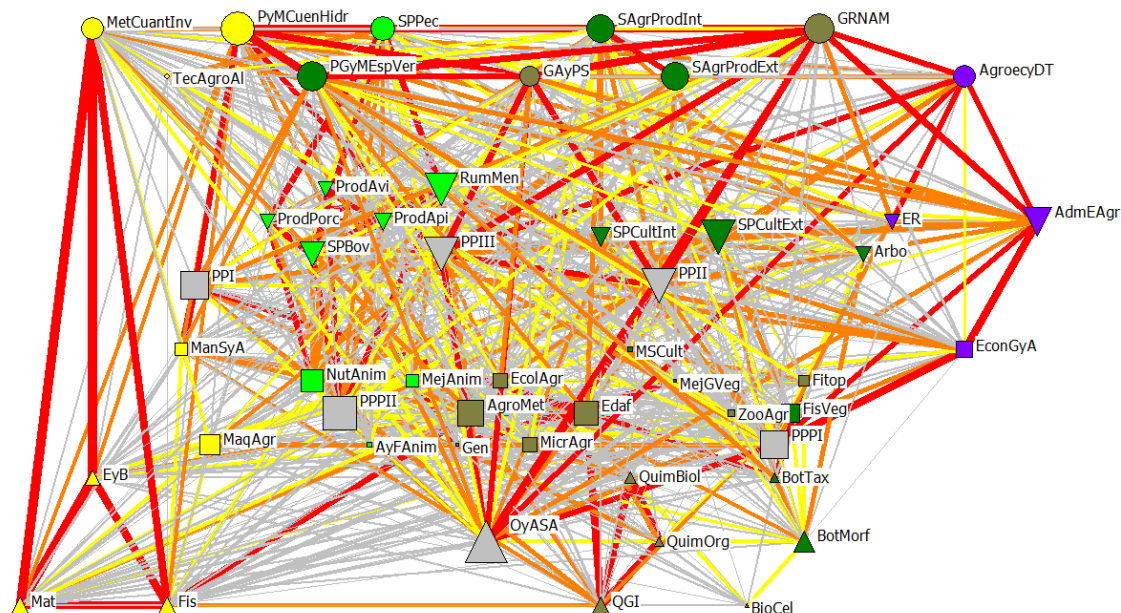 MetCuantInv
PyMCuenHidr
SPPec
SAgrProdInt
GRNAM
TecAgroAl
PGyMEspVer
GAyPS
SAgrProdExt
AgroecyDT
ProdAvi
RumMen
ProdPorc
ProdApi
SPCultInt
SPCultExt
ER
AdmEAgr
SPBov
PPIII
Arbo
PPI
PPII
ManSyA
MSCult
EconGyA
NutAnim
MejAnim
EcolAgr
MejGVeg
Fitop
PPPII
AgroMet
Edaf
ZooAgr
FisVeg
MaqAgr
AyFAnim
Gen
MicrAgr
PPPI
EyB
QuimBiol
BotTax
OyASA
QuimOrg
BotMorf
Mat
Fis
QGI
BioCel